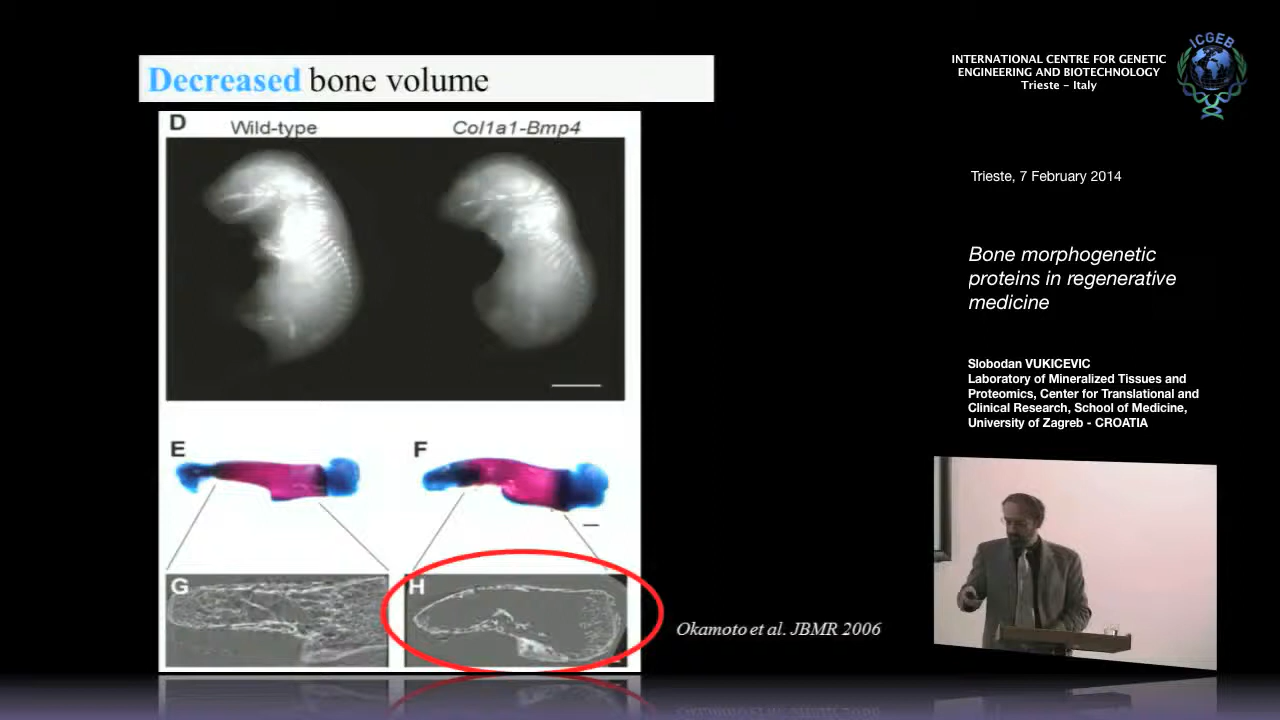 Decreased bone volume
D
Wild-type
Col1a1-Bmp4
E
F
G
H
Okamoto et al. JBMR 2006
INTERNATIONAL CENTRE FOR GENETIC
ENGINEERING AND BIOTECHNOLOGY
Trieste – Italy
ICGEB
Trieste, 7 February 2014
Bone morphogenetic
proteins in regenerative
medicine
Slobodan VUKICEVIC
Laboratory of Mineralized Tissues and
Proteomics, Center for Translational and
Clinical Research, School of Medicine,
University of Zagreb - CROATIA